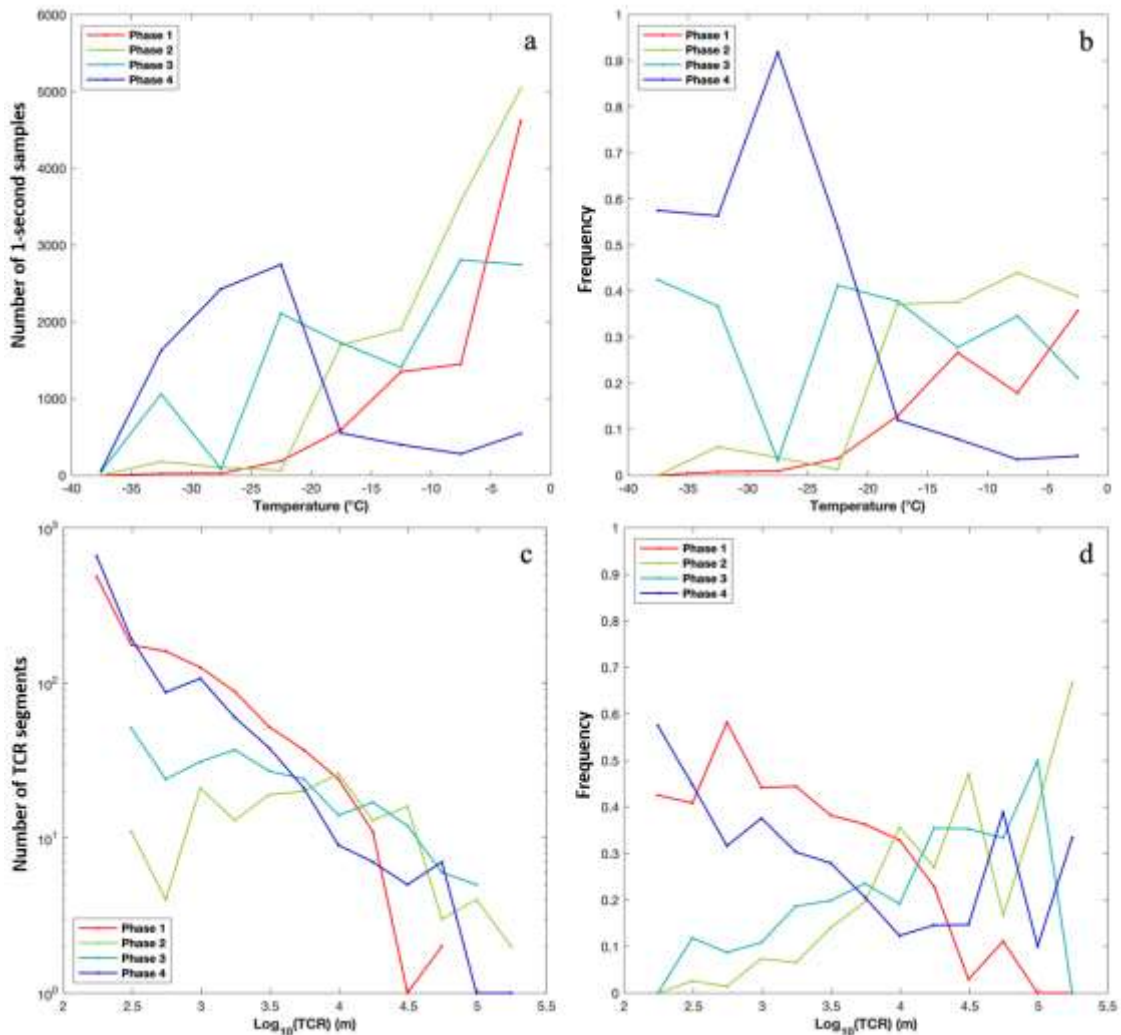 a
Phase 1
Phase 2
Phase 3
Phase 4
Number of 1-second samples
6000
5000
4000
3000
2000
1000
0
-40 -35 -30 -25 -20 -15 -10 -5 0
Temperature (°C)
b
Phase 1
Phase 2
Phase 3
Phase 4
Frequency
1
0.9
0.8
0.7
0.6
0.5
0.4
0.3
0.2
0.1
0
-40 -35 -30 -25 -20 -15 -10 -5 0
Temperature (°C)
c
Number of TCR segments
10³
10²
10¹
10⁰
Phase 1
Phase 2
Phase 3
Phase 4
2 2.5 3 3.5 4 4.5 5 5.5
Log₁₀(TCR) (m)
d
Phase 1
Phase 2
Phase 3
Phase 4
Frequency
1
0.9
0.8
0.7
0.6
0.5
0.4
0.3
0.2
0.1
0
2 2.5 3 3.5 4 4.5 5 5.5
Log₁₀(TCR) (m)